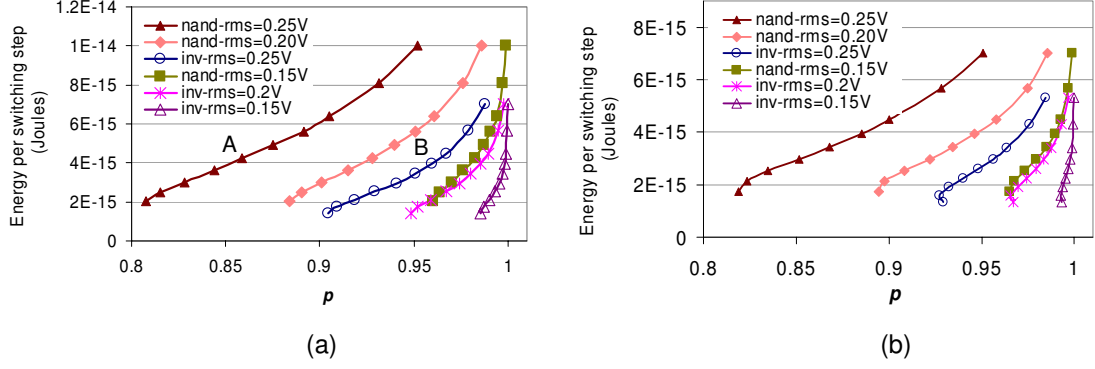 Energy per switching step
(Joules)
1.2E-14
1E-14
8E-15
6E-15
4E-15
2E-15
0
nand-rms=0.25V
nand-rms=0.20V
inv-rms=0.25V
nand-rms=0.15V
inv-rms=0.2V
inv-rms=0.15V
A
B
0.8
0.85
0.9
0.95
1
p
(a)
Energy per switching step
(Joules)
8E-15
6E-15
4E-15
2E-15
0
nand-rms=0.25V
nand-rms=0.20V
inv-rms=0.25V
nand-rms=0.15V
inv-rms=0.2V
inv-rms=0.15V
0.8
0.85
0.9
0.95
1
p
(b)